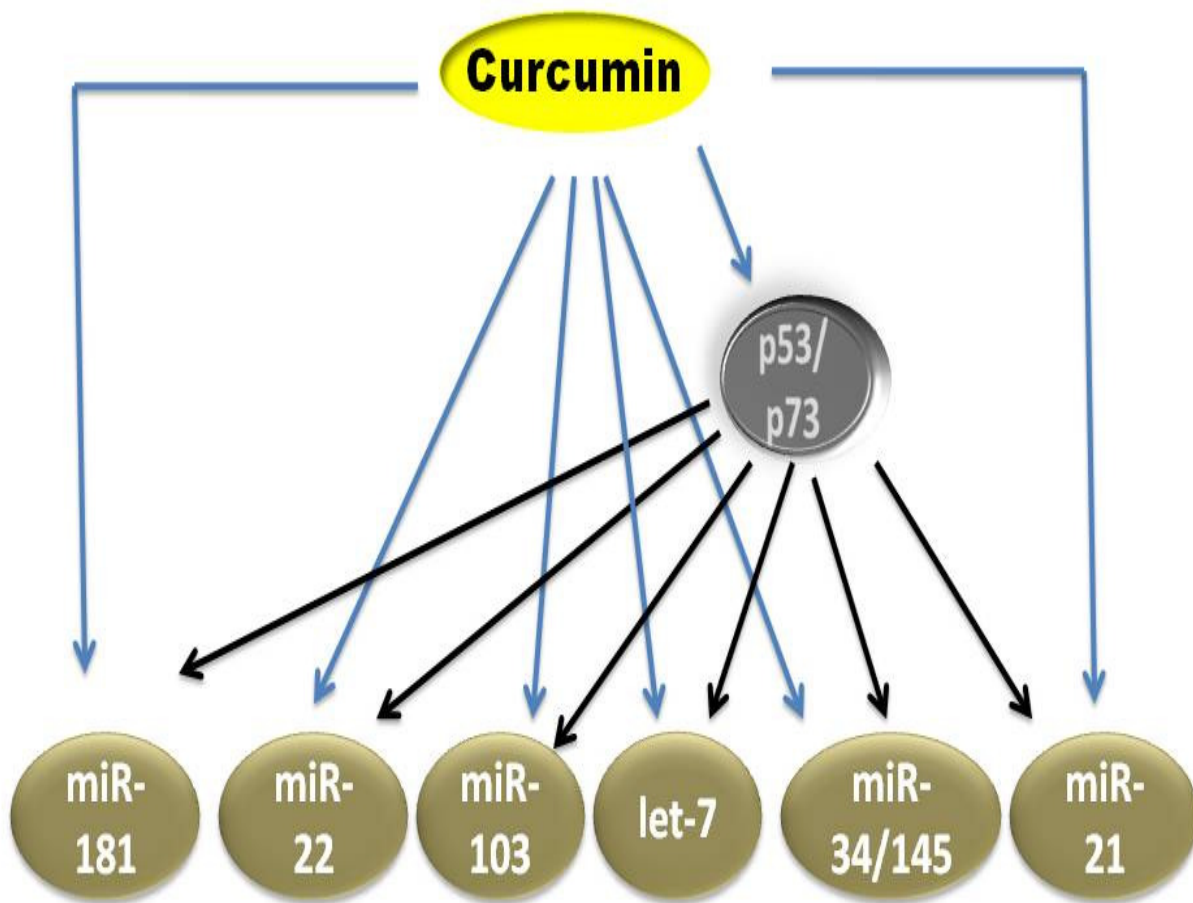 Curcumin
p53/
p73
miR-
181
miR-
22
miR-
103
let-7
miR-
34/145
miR-
21